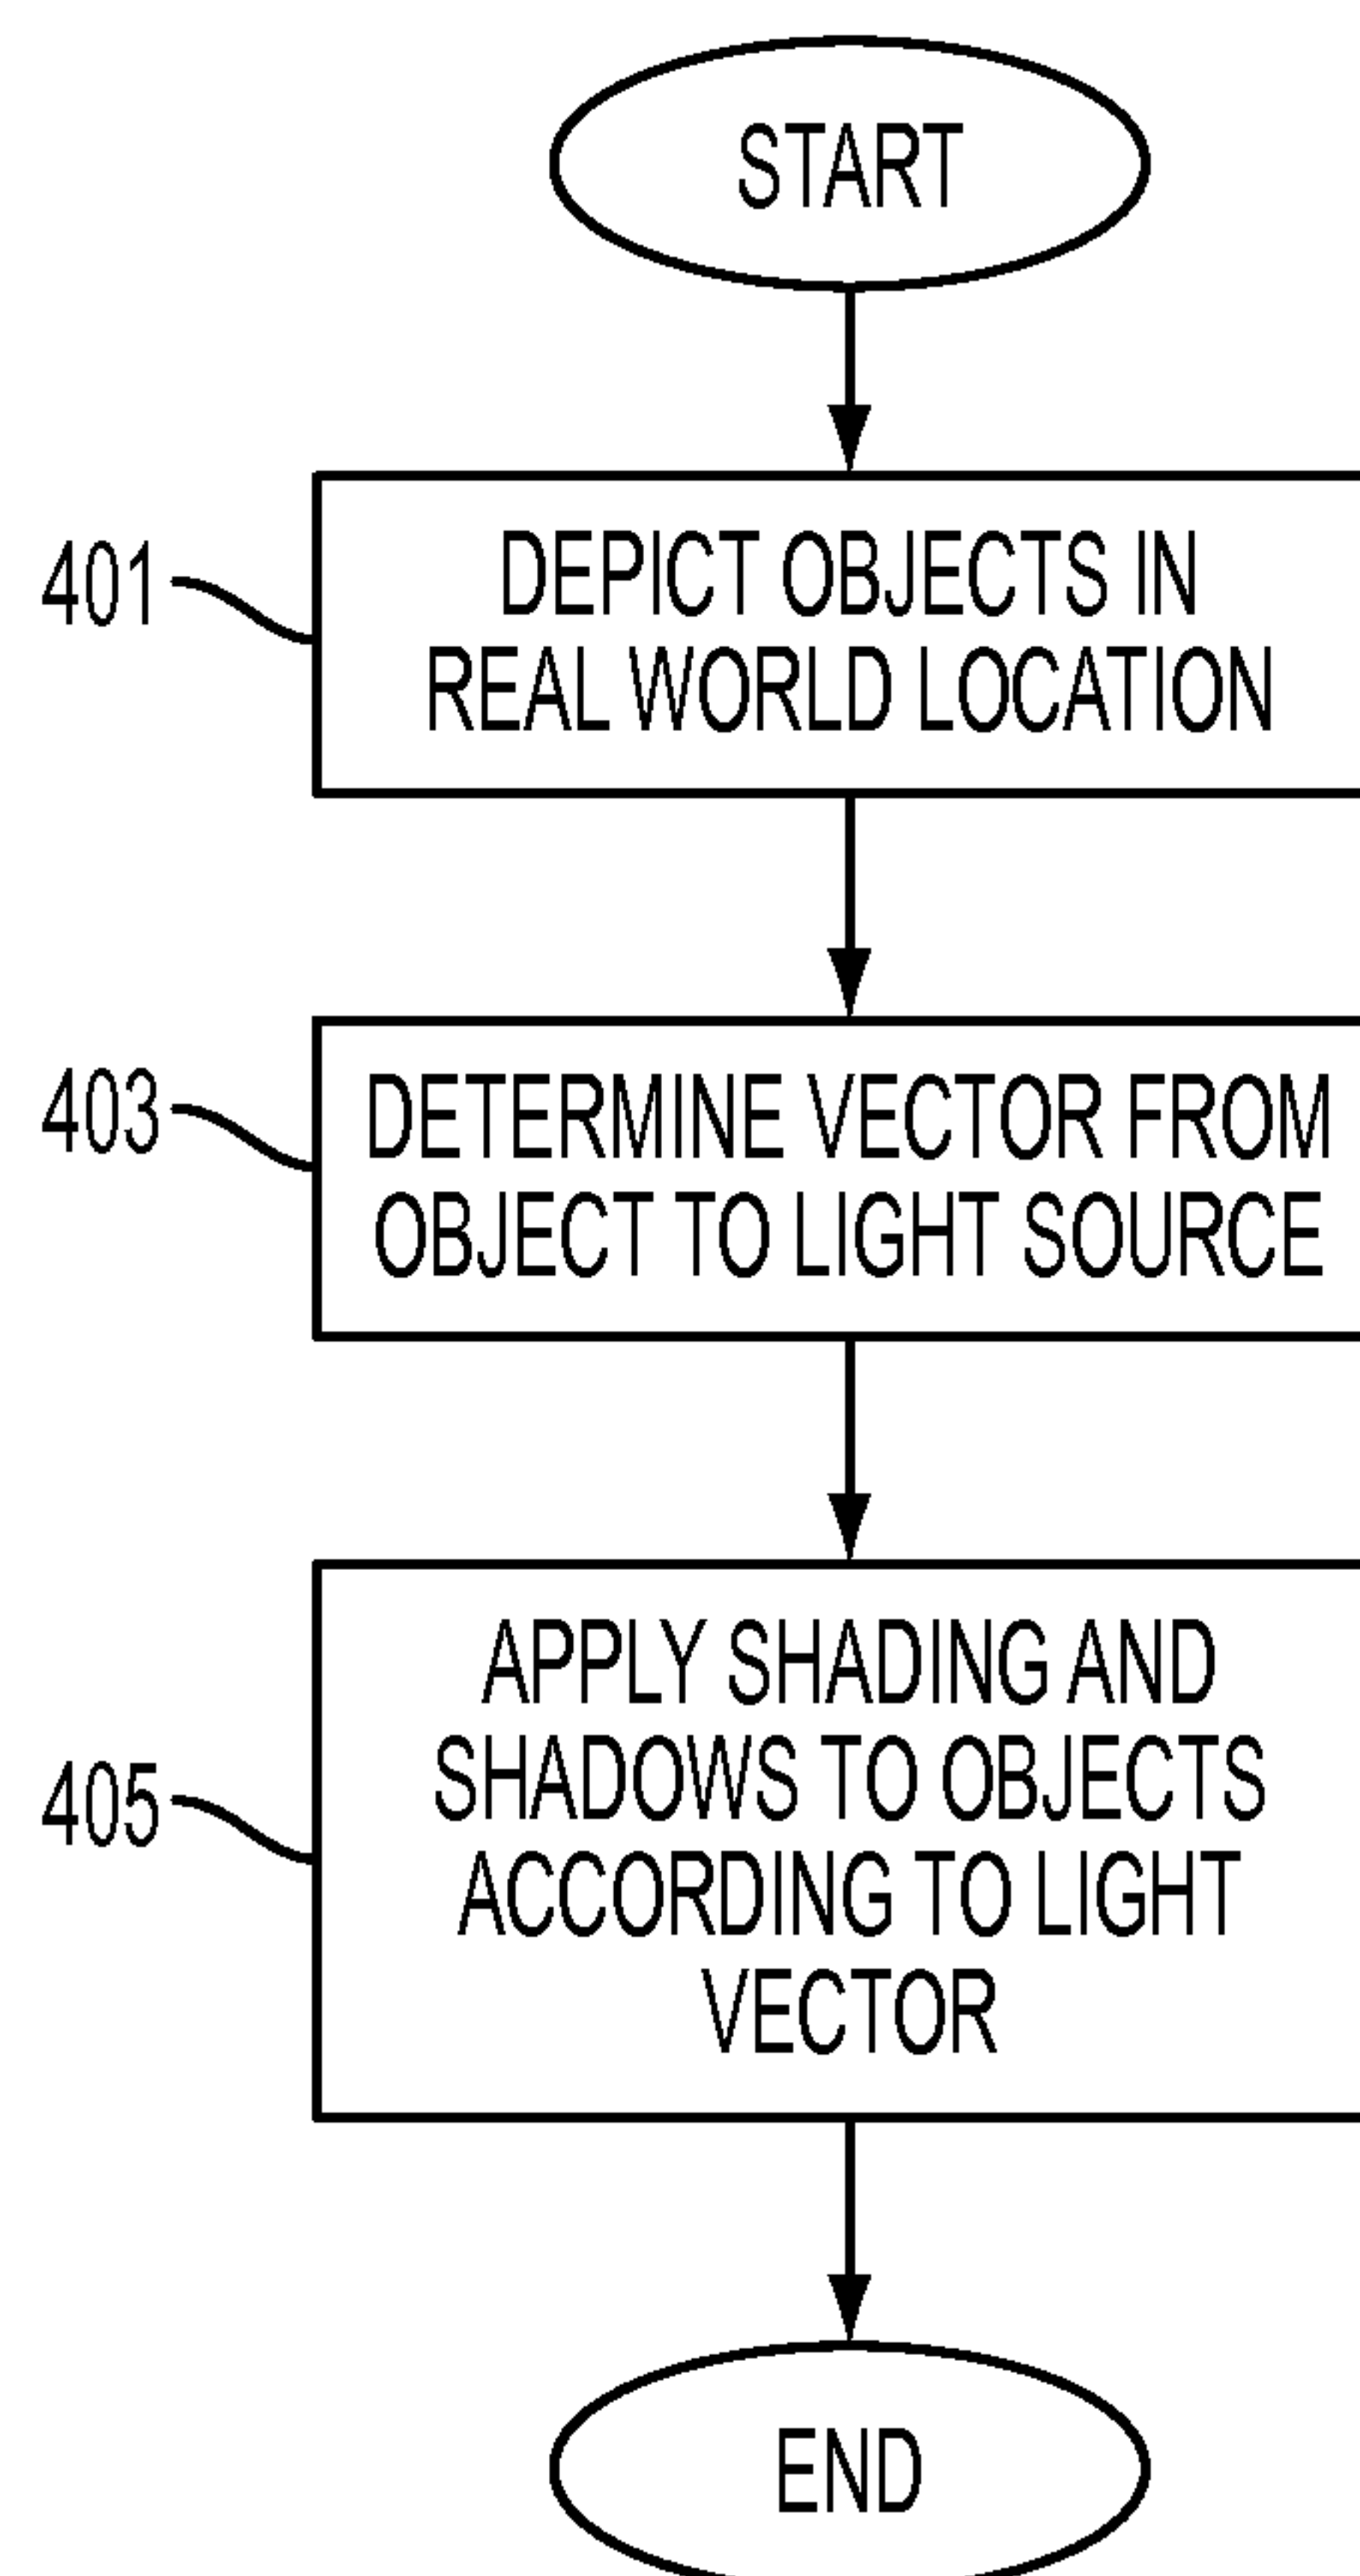 START
401
DEPICT OBJECTS IN
REAL WORLD LOCATION
403
DETERMINE VECTOR FROM
OBJECT TO LIGHT SOURCE
405
APPLY SHADING AND
SHADOWS TO OBJECTS
ACCORDING TO LIGHT
VECTOR
END